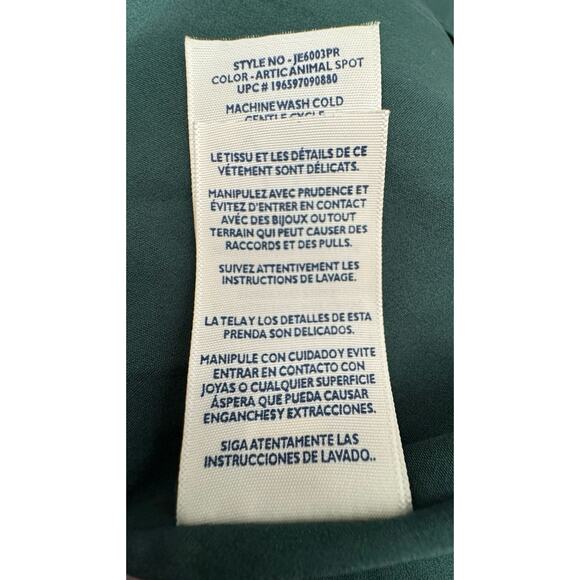 STYLE NO - JE6003PR
COLOR - ARTIC ANIMAL SPOT
UPC # 196597090880
MACHINE WASH COLD
GENTLE CYCLE
LE TISSU ET LES DÉTAILS DE CE
VÊTEMENT SONT DÉLICATS.
MANIPULEZ AVEC PRUDENCE ET
ÉVITEZ D'ENTRER EN CONTACT
AVÉC DES BIJOUX OU TOUT
TERRAIN QUI PEUT CAUSER DES
RACCORDS ET DES PULLS.
SUIVEZ ATTENTIVEMENT LES
INSTRUCTIONS DE LAVAGE.
LA TELA Y LOS DETALLES DE ESTA
PRENDA SON DELICADOS.
MANIPULE CON CUIDADO Y EVITE
ENTRAR EN CONTACTO CON
JOYAS O CUALQUIER SUPERFICIE
ÁSPERA QUE PUEDA CAUSAR
ENGANCHES Y EXTRACCIONES.
SIGA ATENTAMENTE LAS
INSTRUCCIONES DE LAVADO..